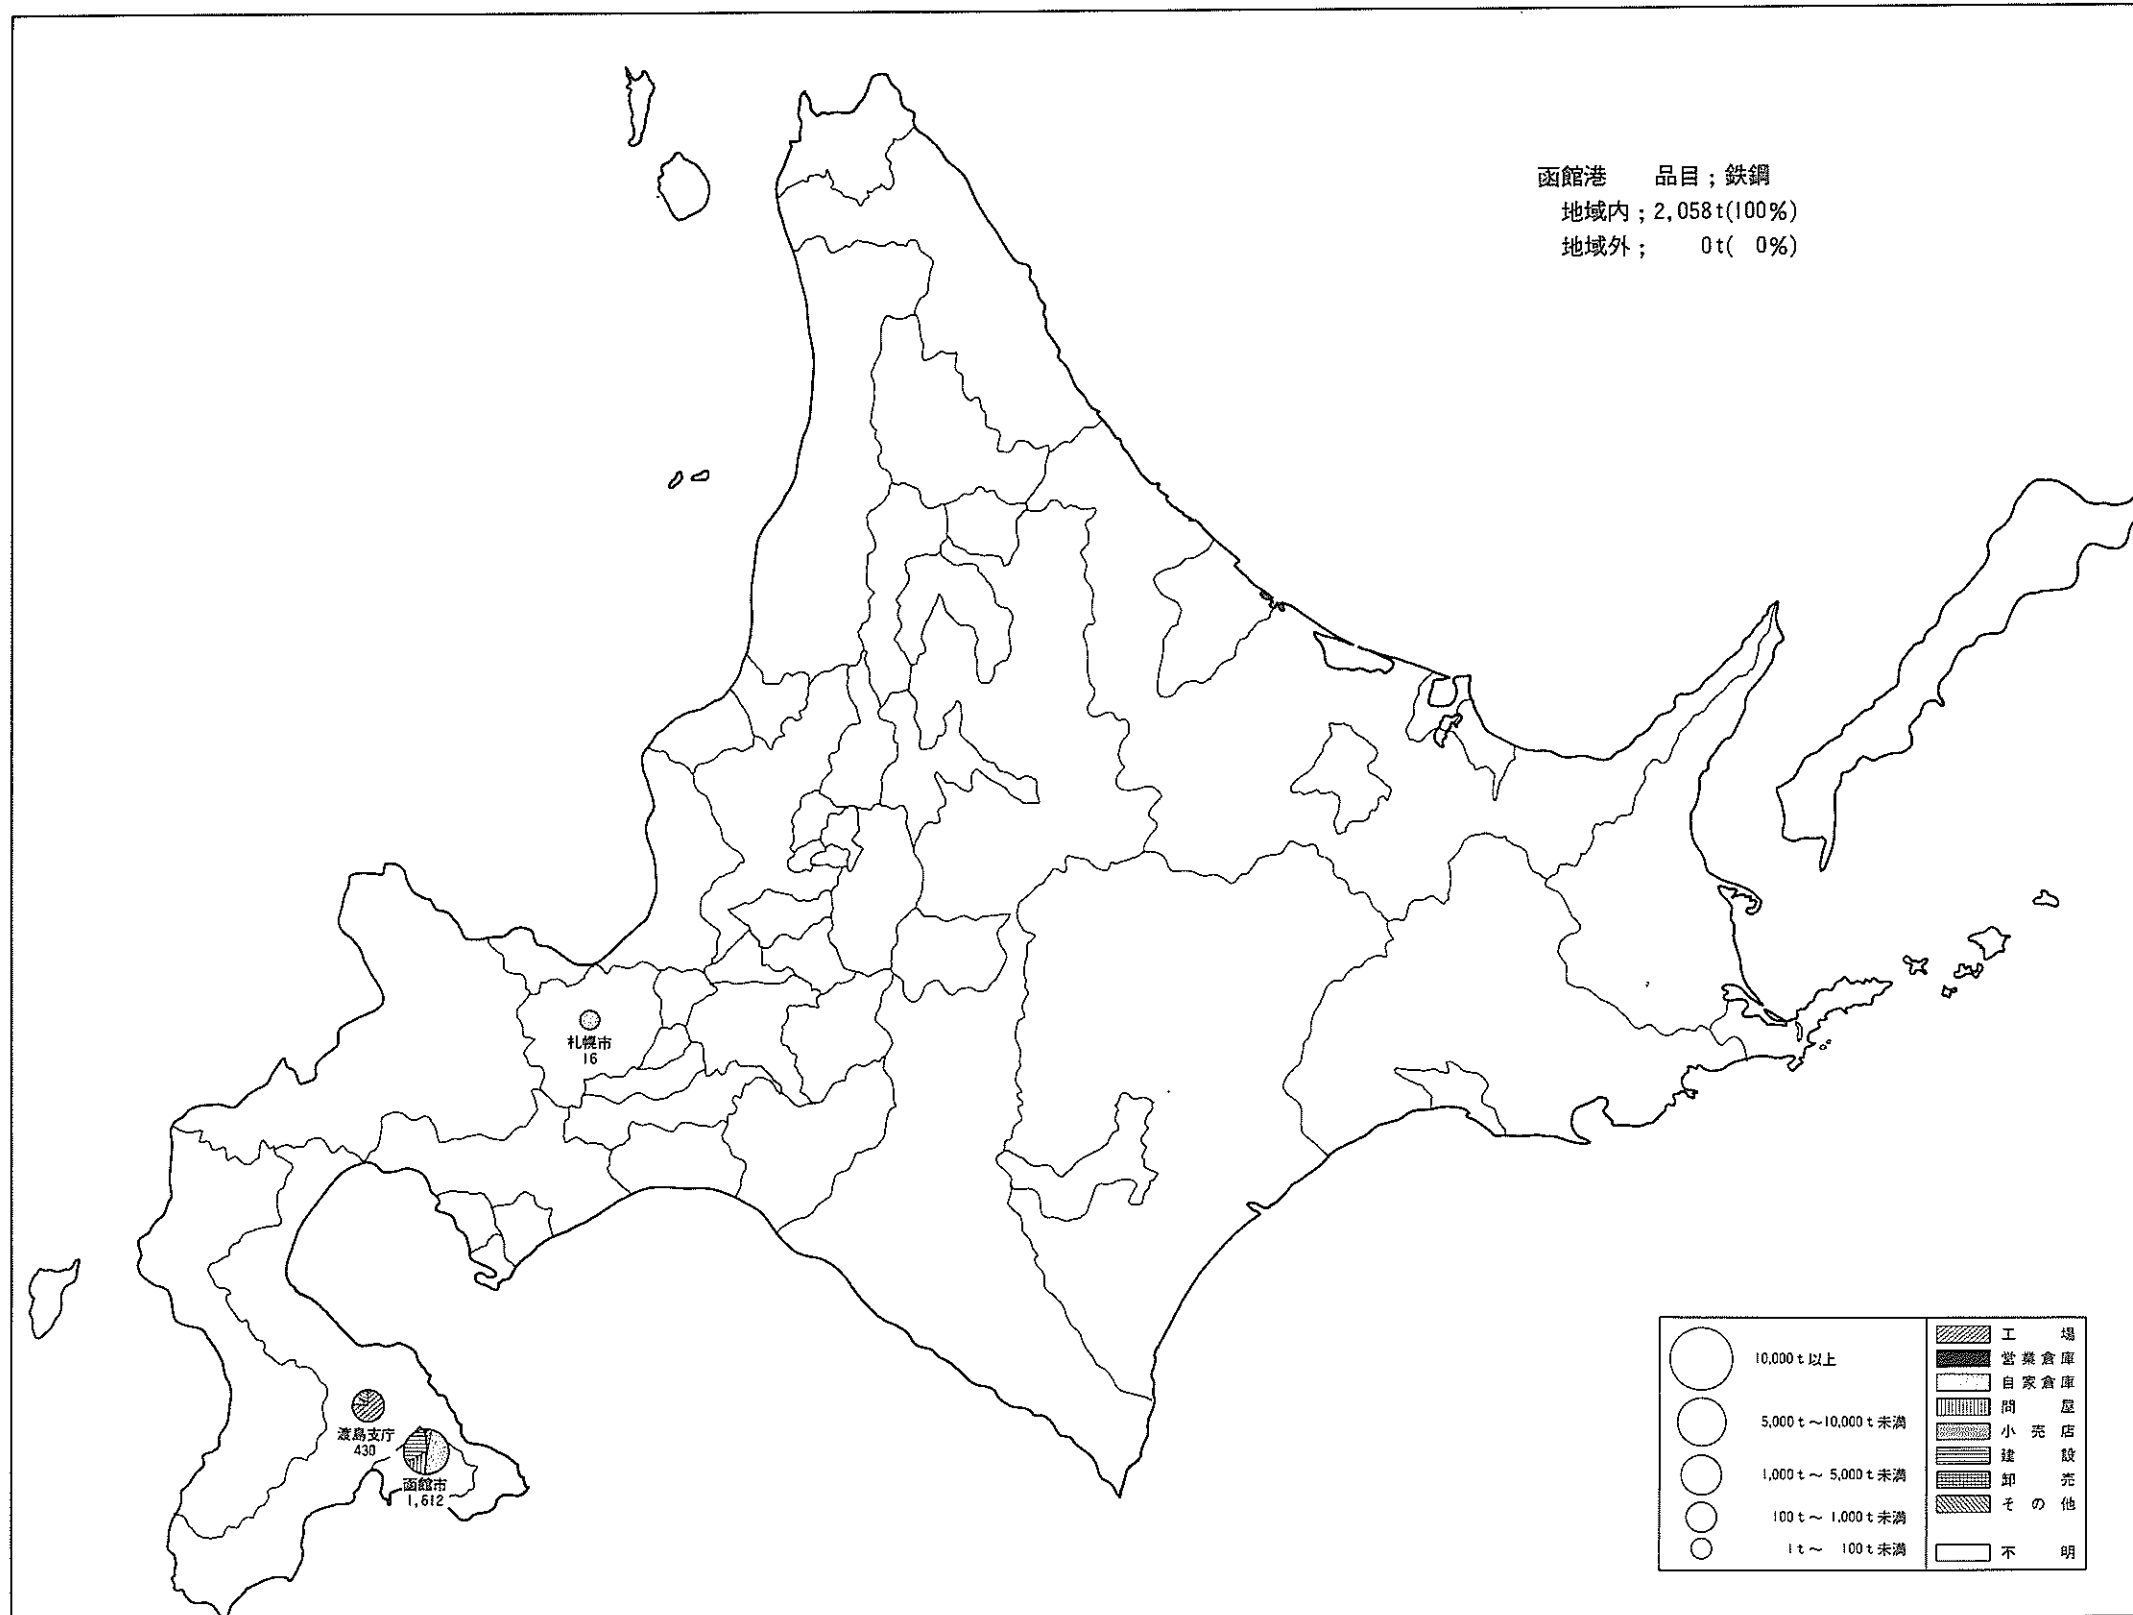 函館港 品目；鉄鋼
地域内；2,058t(100%)
地域外； 0t( 0%)
札幌市
16
渡島支庁
430
函館市
1,612
10,000t以上
5,000t～10,000t未満
1,000t～5,000t未満
100t～1,000t未満
1t～100t未満
工場
営業倉庫
自家倉庫
問屋
小売店
建設
卸売
その他
不明